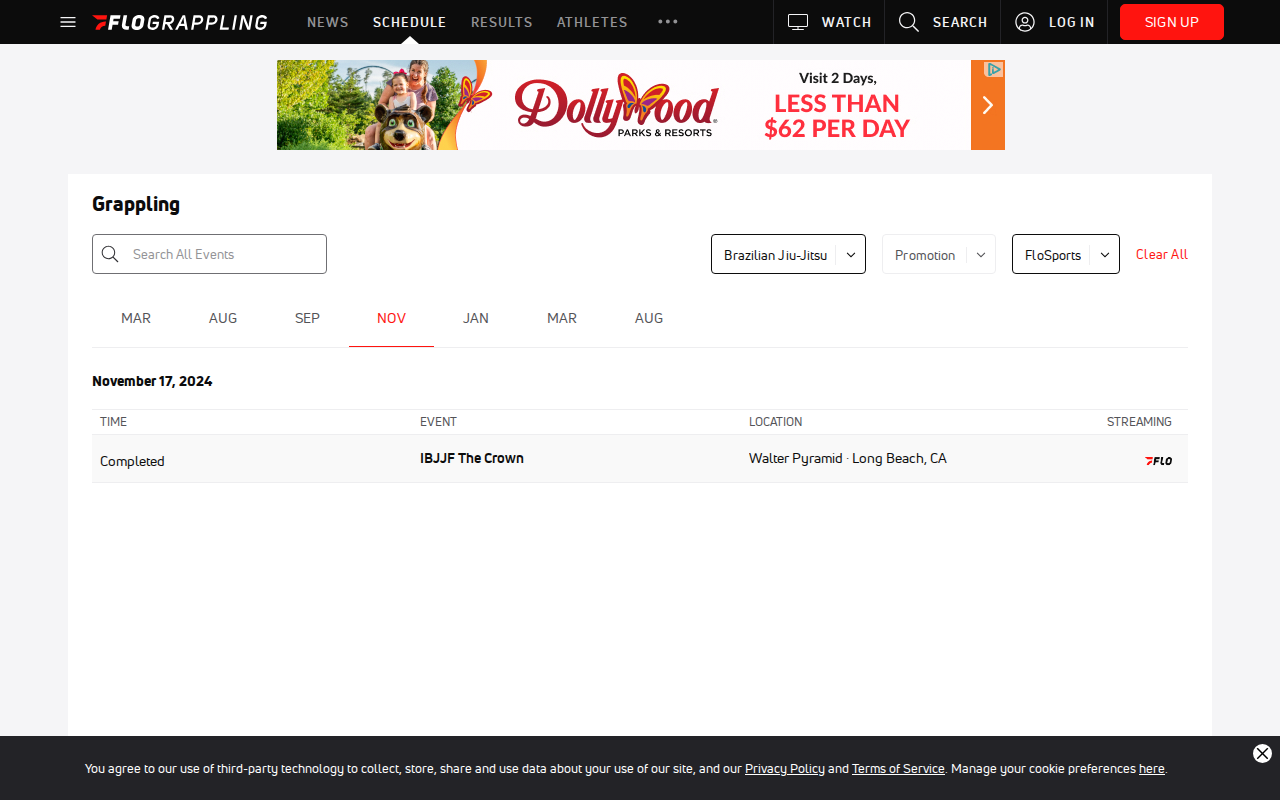 FLOGRAPPLING NEWS SCHEDULE RESULTS ATHLETES WATCH SEARCH LOG IN SIGN UP
Dollywood
PARKS & RESORTS
Visit 2 Days,
LESS THAN
$62 PER DAY
Grappling
Search All Events Brazilian Jiu-Jitsu Promotion FloSports Clear All
MAR AUG SEP NOV JAN MAR AUG
November 17, 2024
TIME EVENT LOCATION STREAMING
Completed IBJJF The Crown Walter Pyramid · Long Beach, CA FLO
You agree to our use of third-party technology to collect, store, share and use data about your use of our site, and our Privacy Policy and Terms of Service. Manage your cookie preferences here.